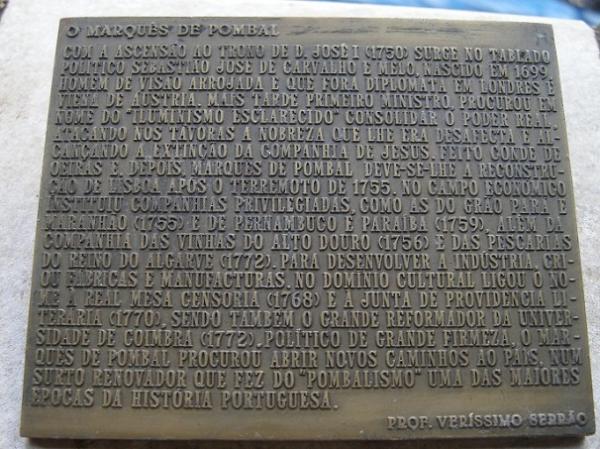 O MARQUÊS DE POMBAL
COM A ASCENSÃO AO TRONO DE D. JOSÉ I (1750) SURGE NO TABLADO
POLÍTICO SEBASTIÃO JOSÉ DE CARVALHO E MELO, NASCIDO EM 1699,
HOMEM DE VISÃO ARROJADA E QUE FORA DIPLOMATA EM LONDRES E
VIENA DE ÁUSTRIA. MAIS TARDE PRIMEIRO MINISTRO, PROCUROU EM
NOME DO "ILUMINISMO ESCLARECIDO" CONSOLIDAR O PODER REAL,
ATACANDO NOS TÁVORAS A NOBREZA QUE LHE ERA DESAFECTA E AL-
CANÇANDO A EXTINÇÃO DA COMPANHIA DE JESUS. FEITO CONDE DE
OEIRAS E, DEPOIS, MARQUÊS DE POMBAL DEVE-SE-LHE A RECONSTRU-
ÇÃO DE LISBOA APÓS O TERREMOTO DE 1755. NO CAMPO ECONÓMICO
INSTITUIU COMPANHIAS PRIVILEGIADAS, COMO AS DO GRÃO PARÁ E
MARANHÃO (1755) E DE PERNAMBUCO E PARAÍBA (1759), ALÉM DA
COMPANHIA DAS VINHAS DO ALTO DOURO (1756) E DAS PESCARIAS
DO REINO DO ALGARVE (1772). PARA DESENVOLVER A INDÚSTRIA, CRI-
OU FÁBRICAS E MANUFACTURAS. NO DOMÍNIO CULTURAL LIGOU O NO-
ME À REAL MESA CENSÓRIA (1768) E À JUNTA DE PROVIDÊNCIA LI-
TERÁRIA (1770), SENDO TAMBÉM O GRANDE REFORMADOR DA UNIVER-
SIDADE DE COIMBRA (1772). POLÍTICO DE GRANDE FIRMEZA, O MAR-
QUÊS DE POMBAL PROCUROU ABRIR NOVOS CAMINHOS AO PAÍS, NUM
SURTO RENOVADOR QUE FEZ DO "POMBALISMO" UMA DAS MAIORES
ÉPOCAS DA HISTÓRIA PORTUGUESA.
PROF. VERÍSSIMO SERRÃO